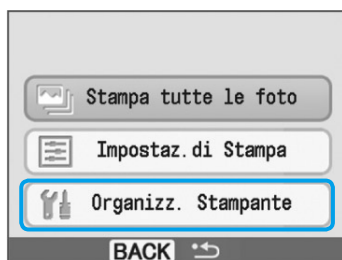 Stampa tutte le foto
Impostaz.di Stampa
Organizz. Stampante
BACK